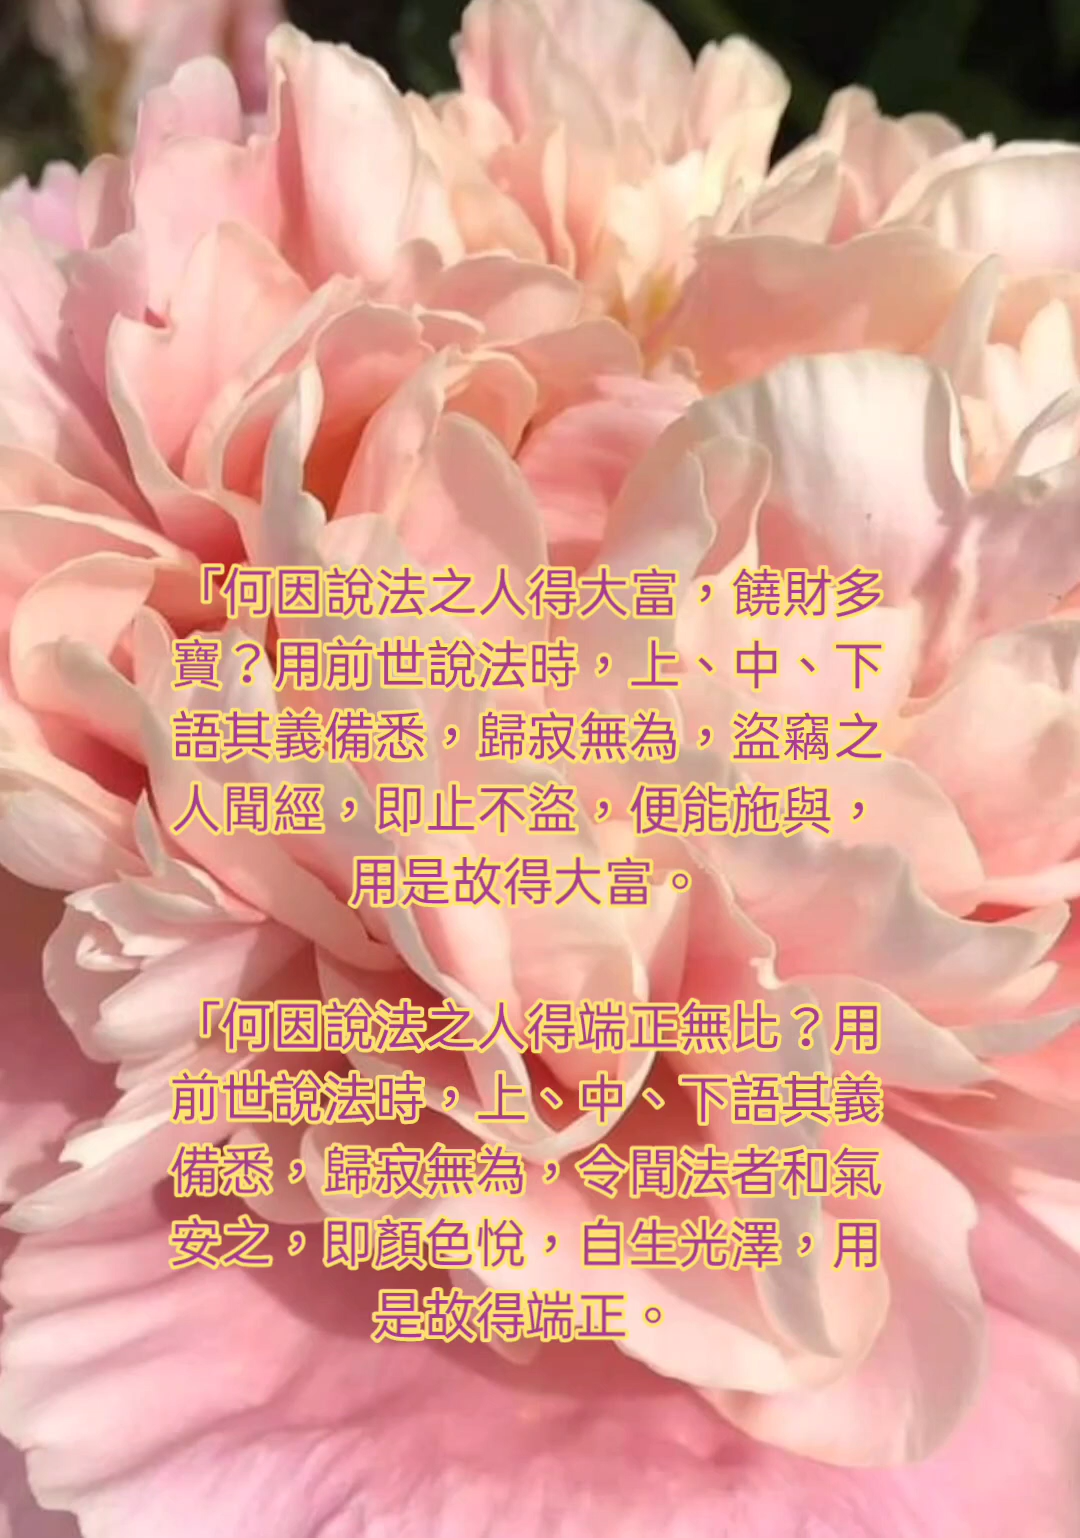 「何因說法之人得大富，饒財多
寶？用前世說法時，上、中、下
語其義備悉，歸寂無為，盜竊之
人聞經，即止不盜，便能施與，
用是故得大富。
「何因說法之人得端正無比？用
前世說法時，上、中、下語其義
備悉，歸寂無為，令聞法者和氣
安之，即顏色悅，自生光澤，用
是故得端正。